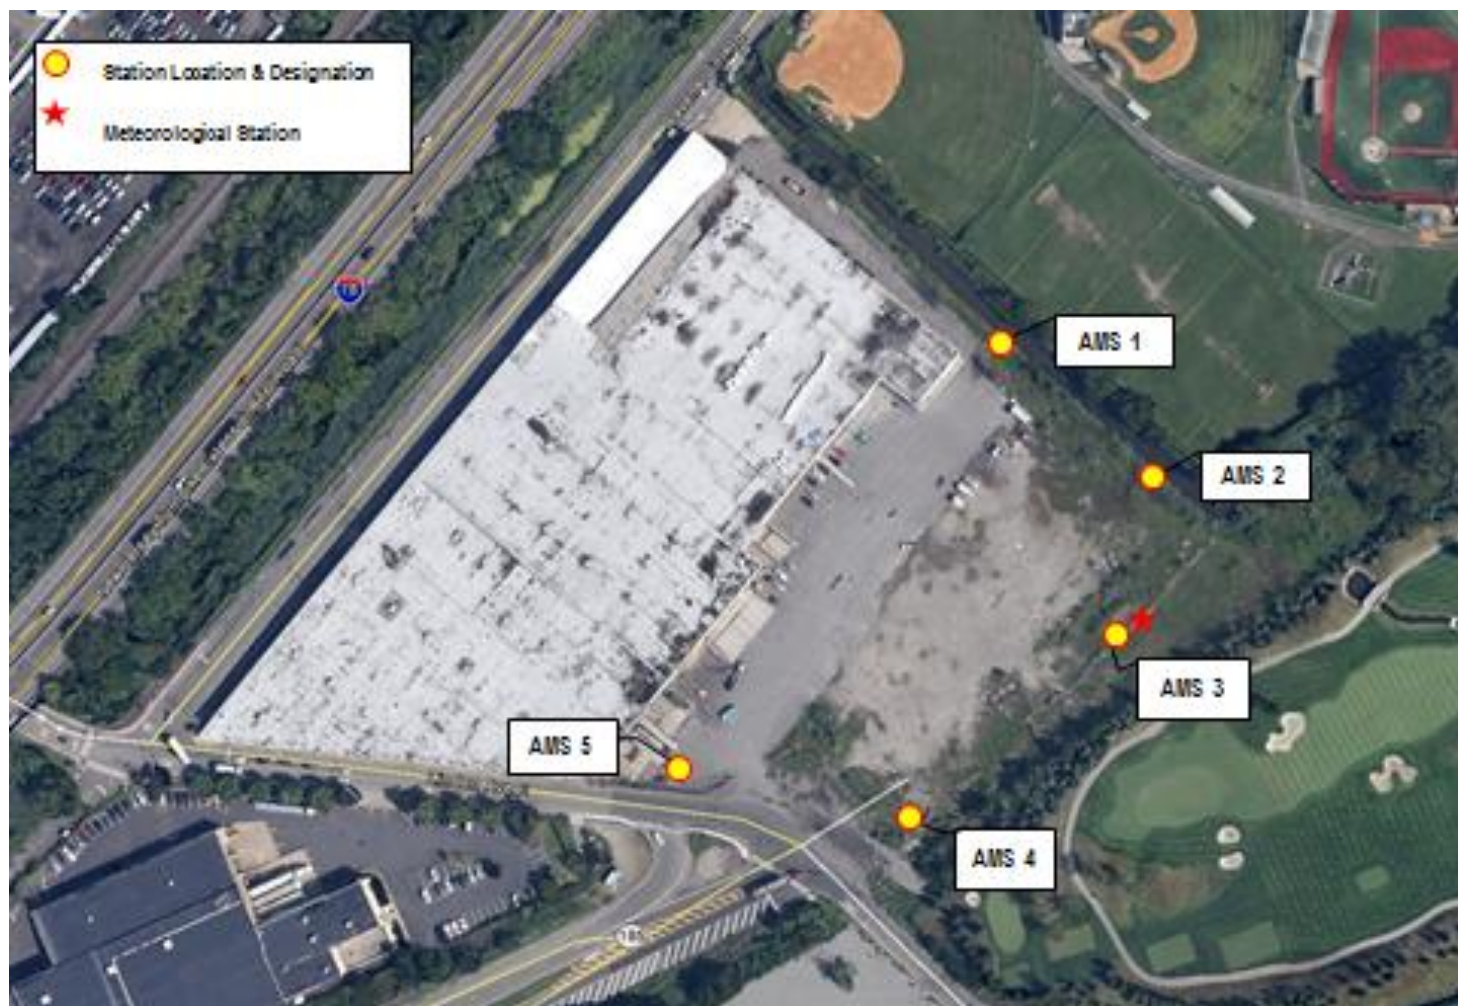 Station Location & Designation
Meteorological Station
AMS 1
AMS 2
AMS 3
AMS 5
AMS 4